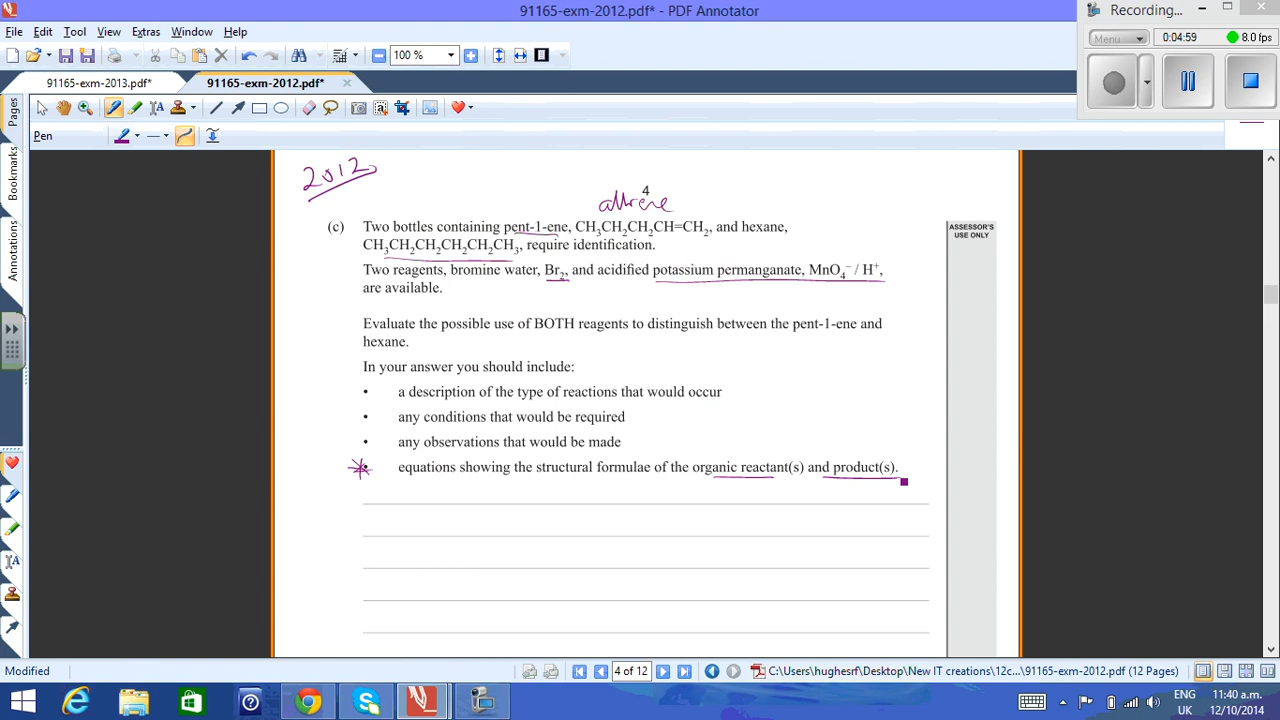 91165-exm-2012.pdf* - PDF Annotator
Recording...
File Edit Tool View Extras Window Help
Menu
0:04:59
8.0 fps
100 %
91165-exm-2013.pdf*
91165-exm-2012.pdf*
Pen
Pages
Bookmarks
Annotations
2012
4
alkene
(c) Two bottles containing pent-1-ene, CH3CH2CH2CH=CH2, and hexane,
CH3CH2CH2CH2CH2CH3, require identification.
Two reagents, bromine water, Br2, and acidified potassium permanganate, MnO4– / H+,
are available.
ASSESSOR'S
USE ONLY
Evaluate the possible use of BOTH reagents to distinguish between the pent-1-ene and
hexane.
In your answer you should include:
• a description of the type of reactions that would occur
• any conditions that would be required
• any observations that would be made
• equations showing the structural formulae of the organic reactant(s) and product(s).
Modified
4 of 12
C:\Users\hughesrf\Desktop\New IT creations\12c...\91165-exm-2012.pdf (12 Pages)
ENG
UK
11:40 a.m.
12/10/2014